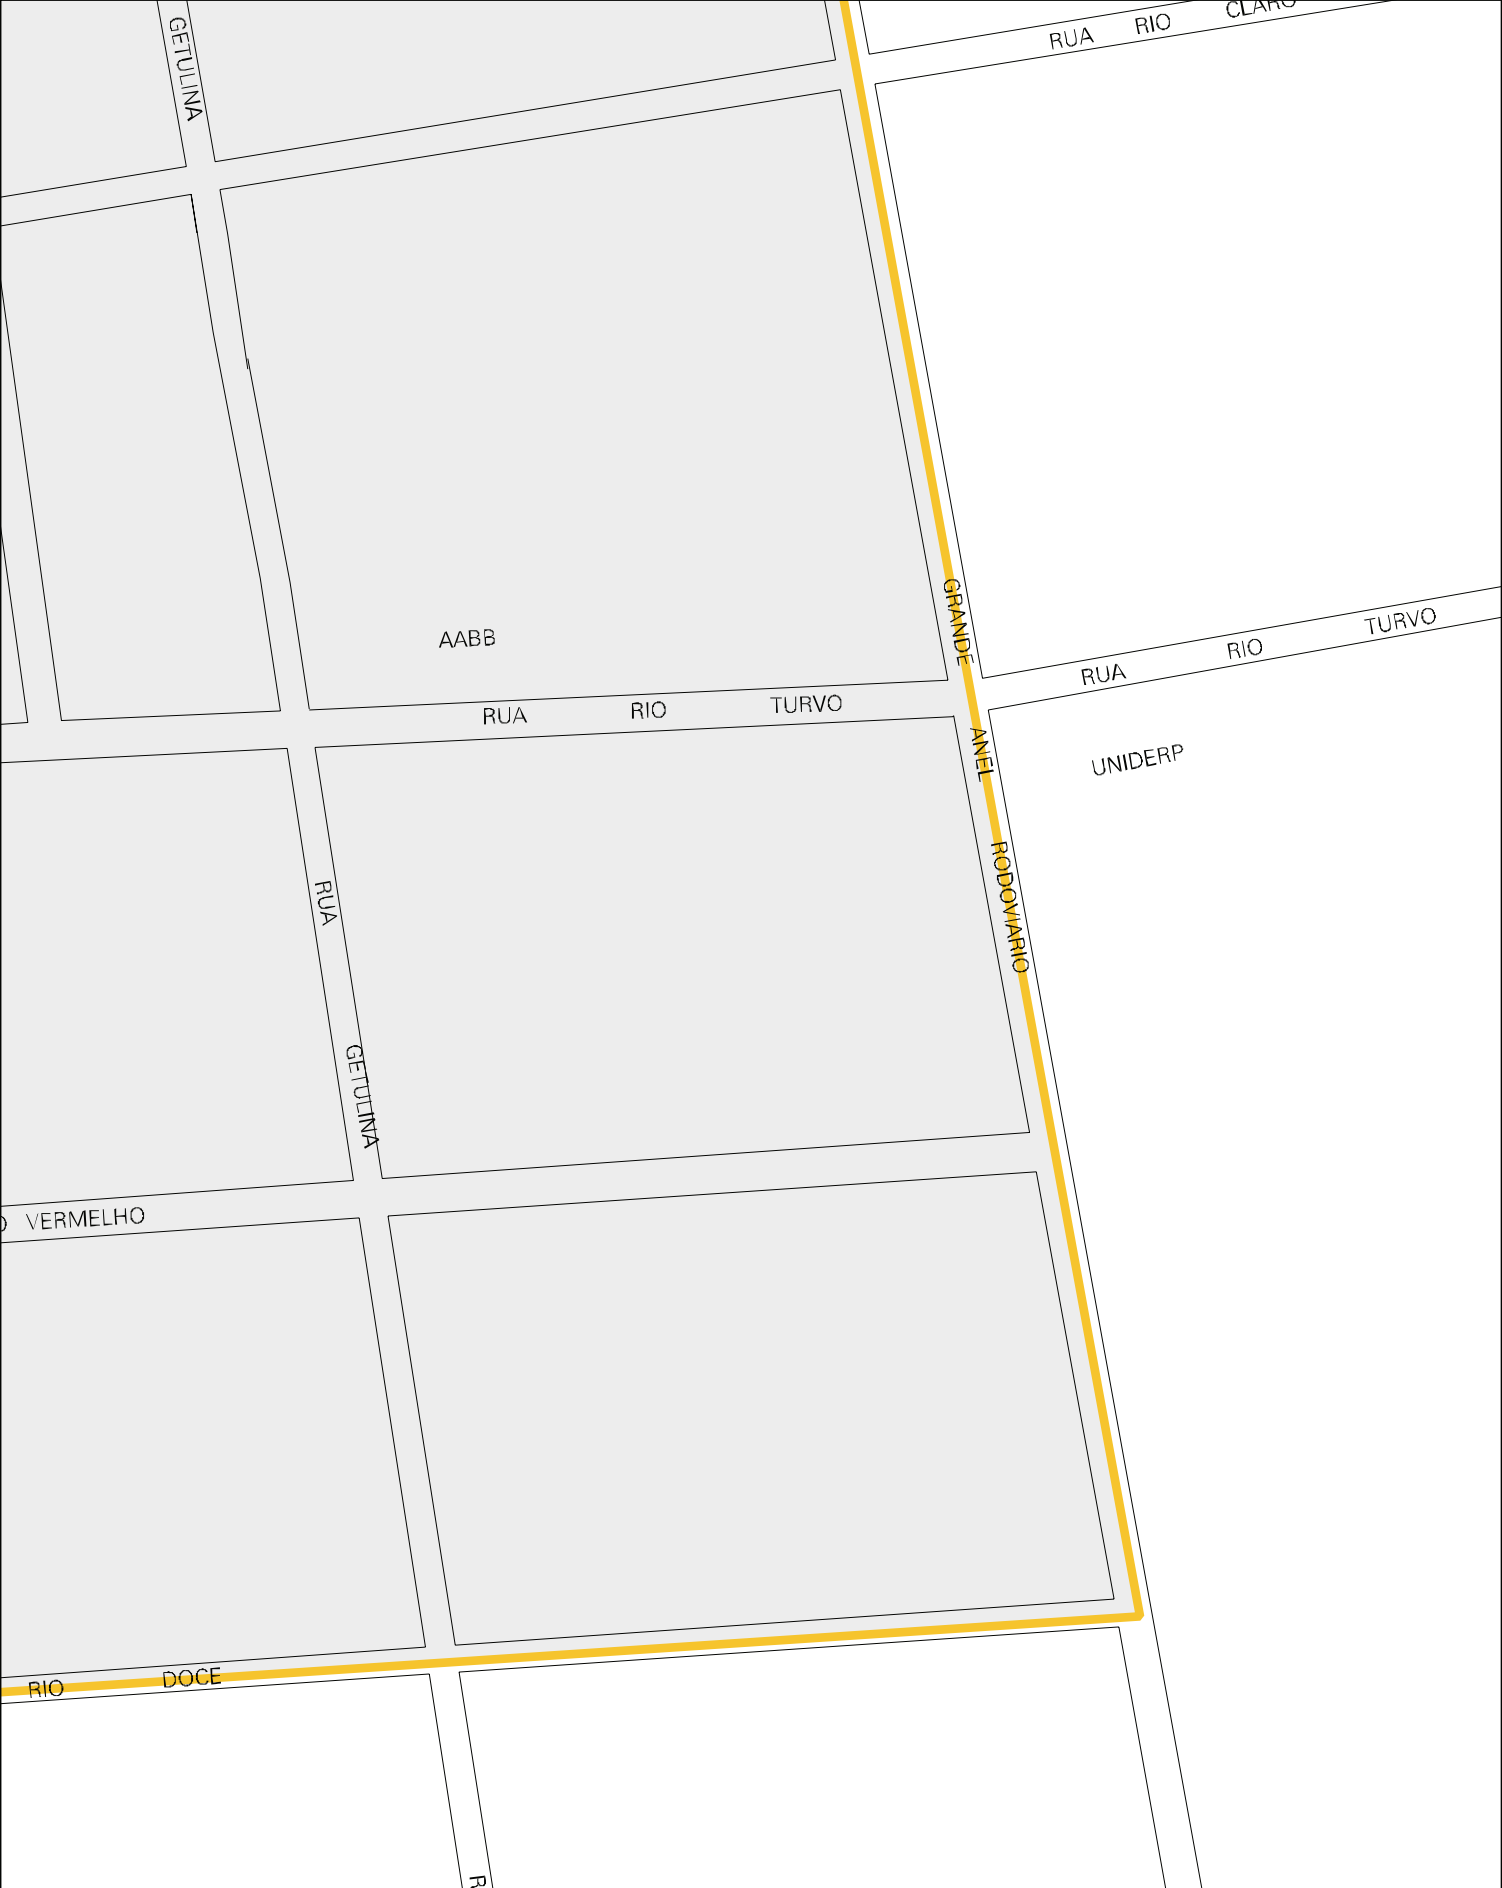 RUA RIO CLARO
GETULINA
GRANDE ANEL RODOVIARIO
AABB
RUA RIO TURVO
RUA RIO TURVO
UNIDERP
RUA GETULINA
VERMELHO
RIO DOCE